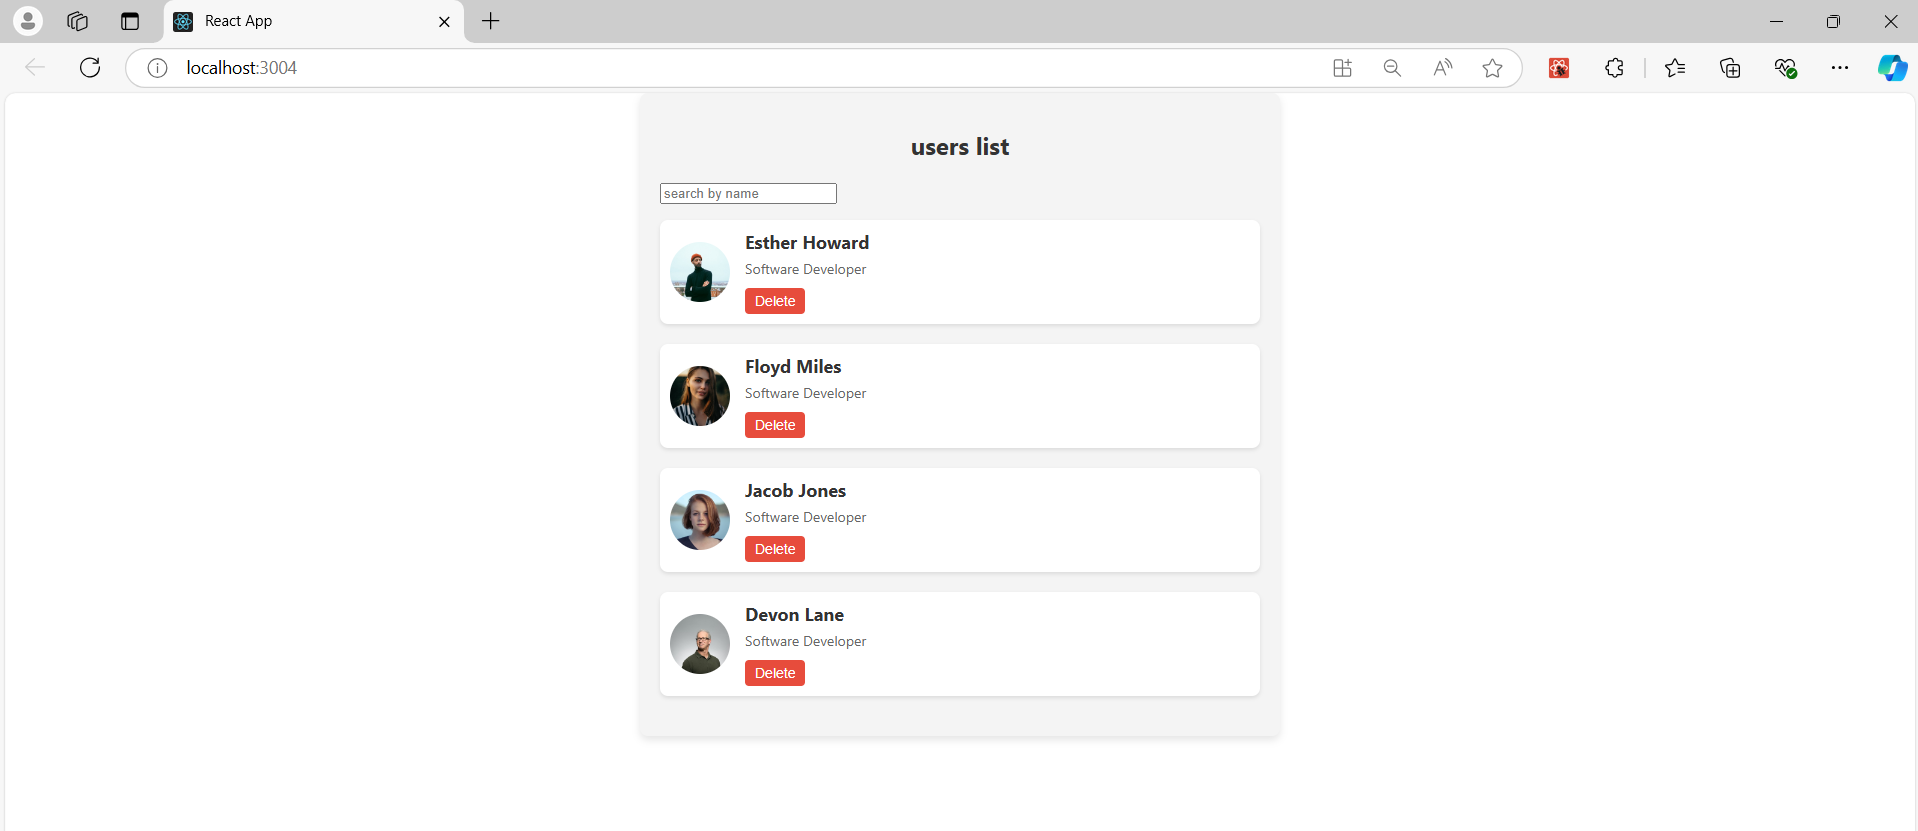 React App
localhost:3004
users list
search by name
Esther Howard
Software Developer
Delete
Floyd Miles
Software Developer
Delete
Jacob Jones
Software Developer
Delete
Devon Lane
Software Developer
Delete